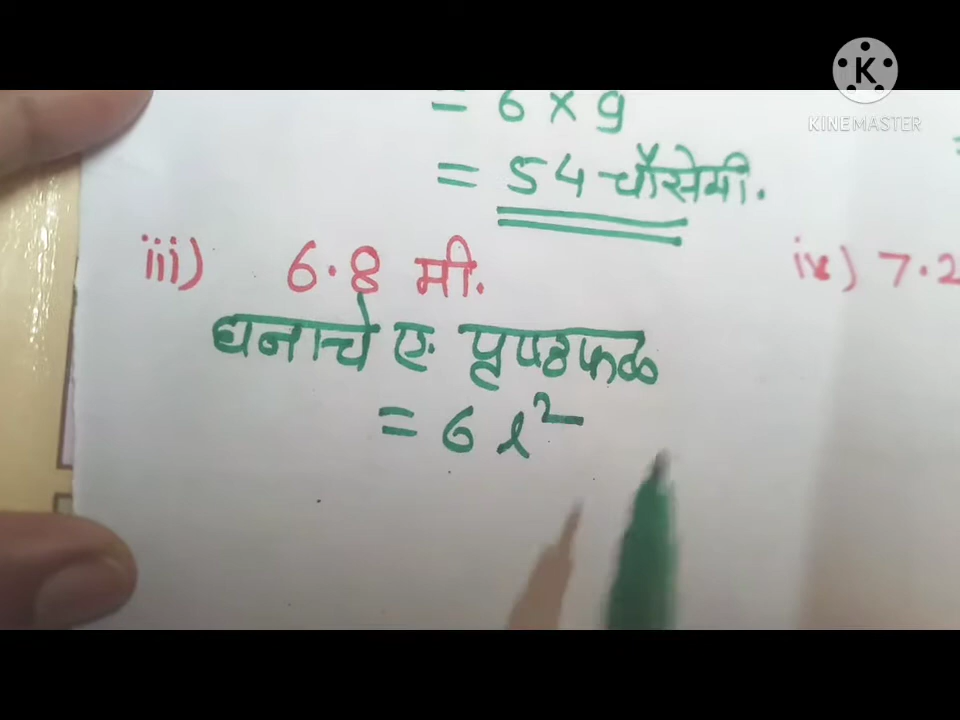 K
KINEMASTER
= 6 x 9
= 54 चौसेमी.
iii) 6.8 मी.
iv) 7.2
घनाचे ए. पृष्ठफळ
= 6 l²